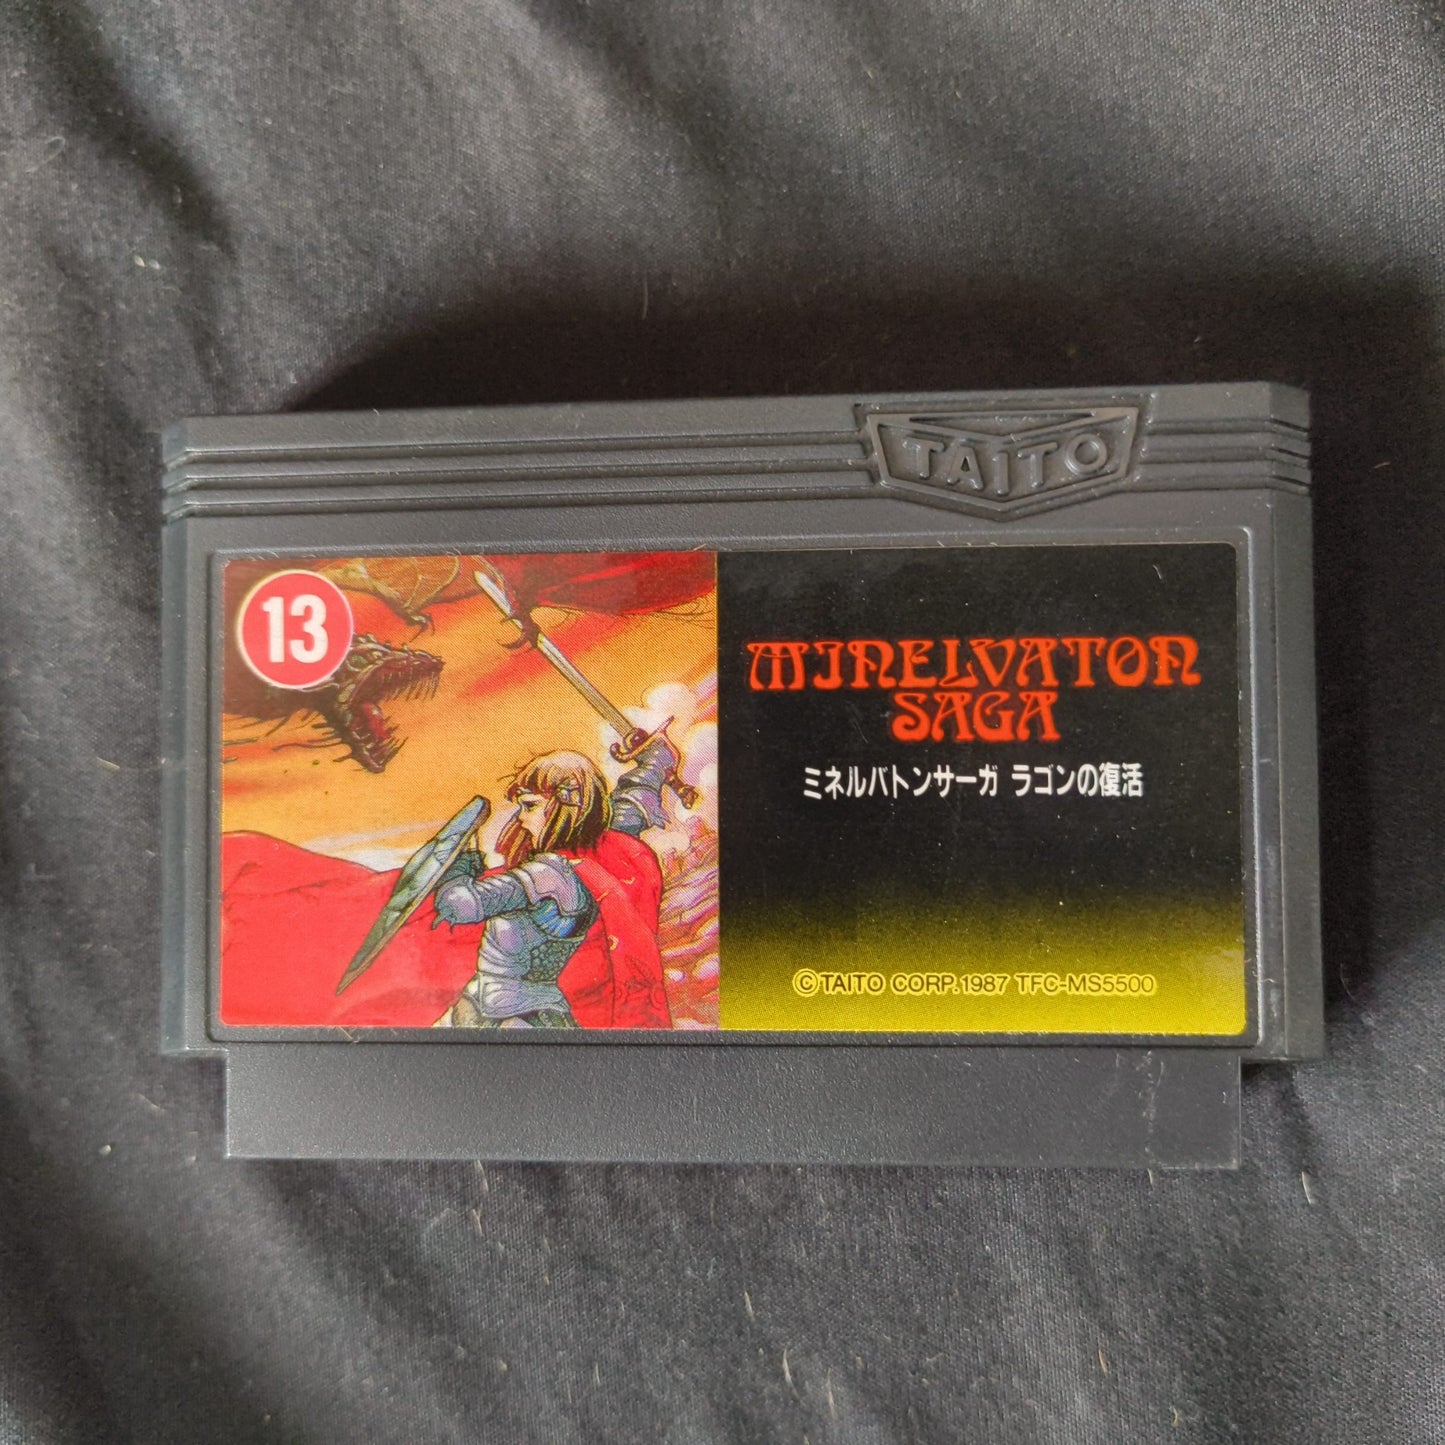 TAITO
13
MINELVATON
SAGA
ミネルバトンサーガ ラゴンの復活
©TAITO CORP.1987 TFC-MS5500